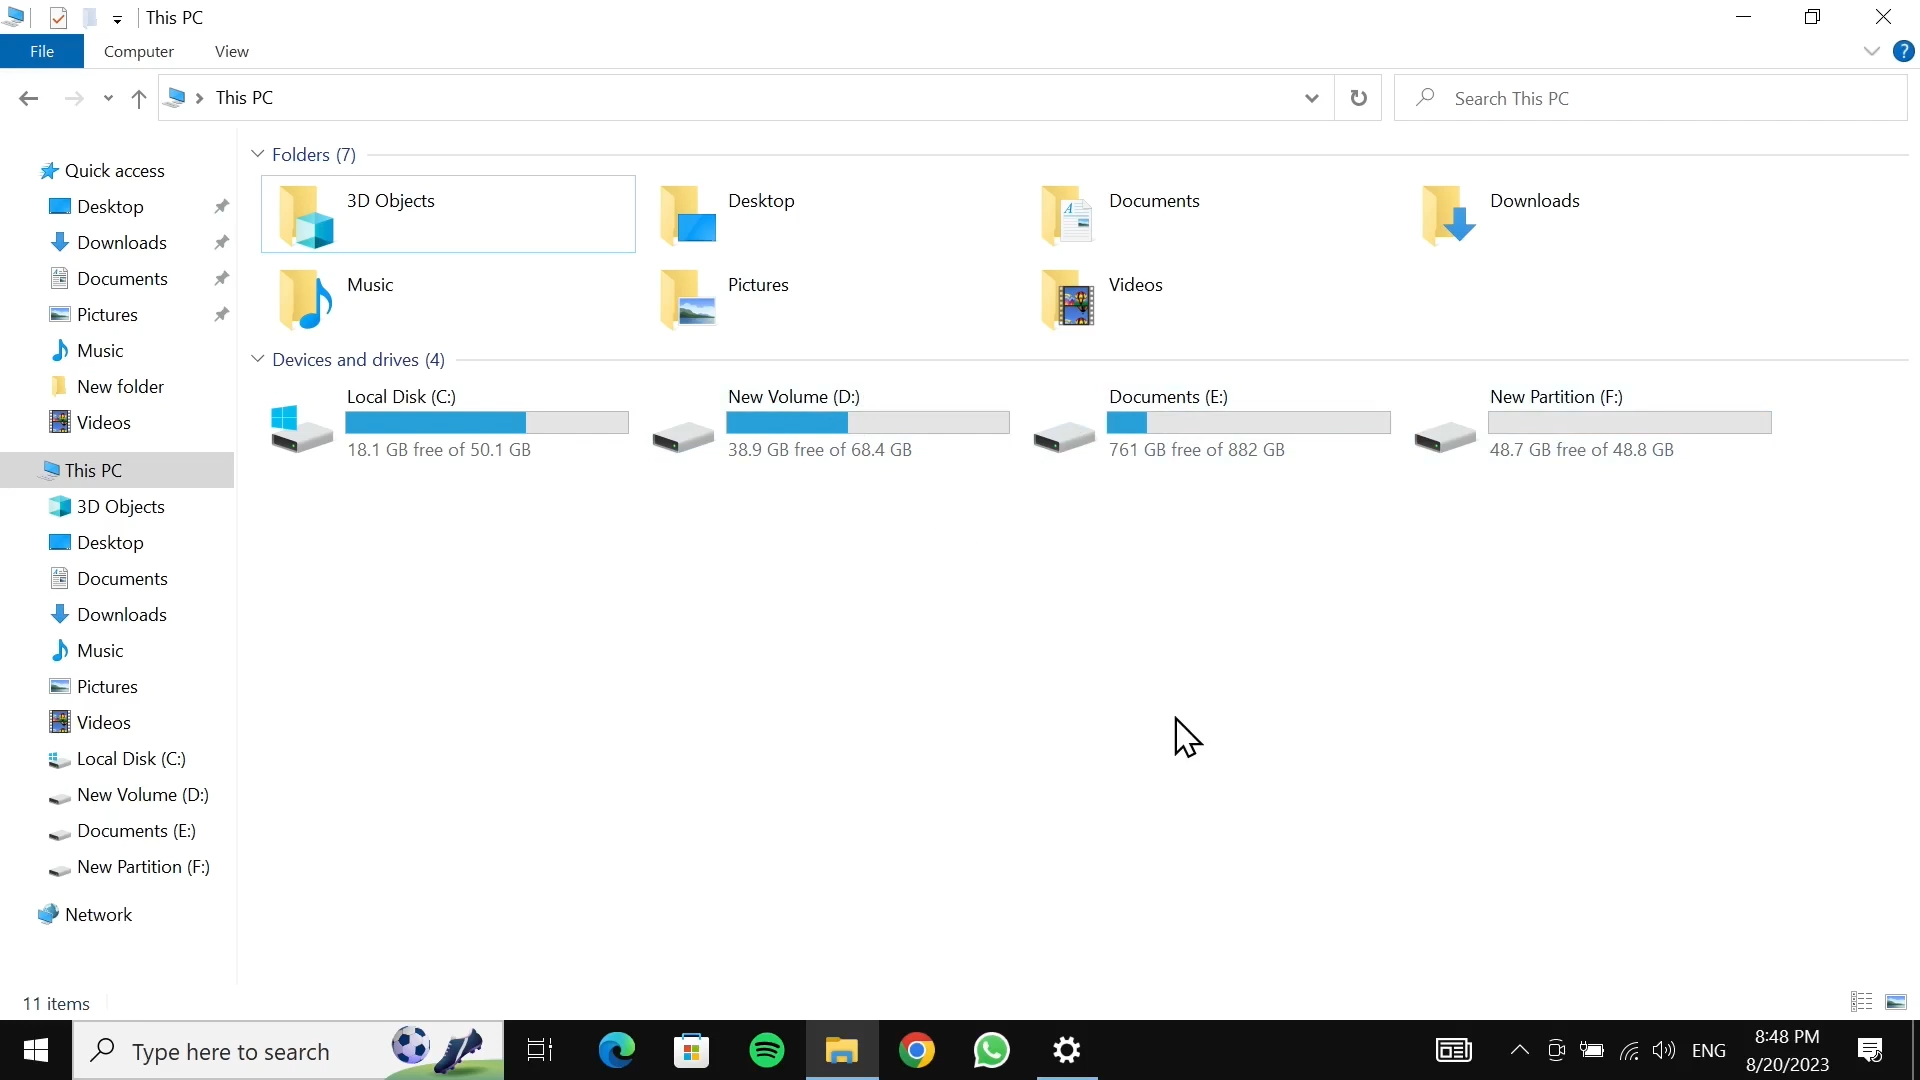 This PC
File Computer View
?
This PC
Search This PC
Quick access
Desktop
Downloads
Documents
Pictures
Music
New folder
Videos
This PC
3D Objects
Desktop
Documents
Downloads
Music
Pictures
Videos
Local Disk (C:)
New Volume (D:)
Documents (E:)
New Partition (F:)
Network
Folders (7)
3D Objects
Desktop
Documents
Downloads
Music
Pictures
Videos
Devices and drives (4)
Local Disk (C:)
18.1 GB free of 50.1 GB
New Volume (D:)
38.9 GB free of 68.4 GB
Documents (E:)
761 GB free of 882 GB
New Partition (F:)
48.7 GB free of 48.8 GB
11 items
Type here to search
ENG
8:48 PM
8/20/2023